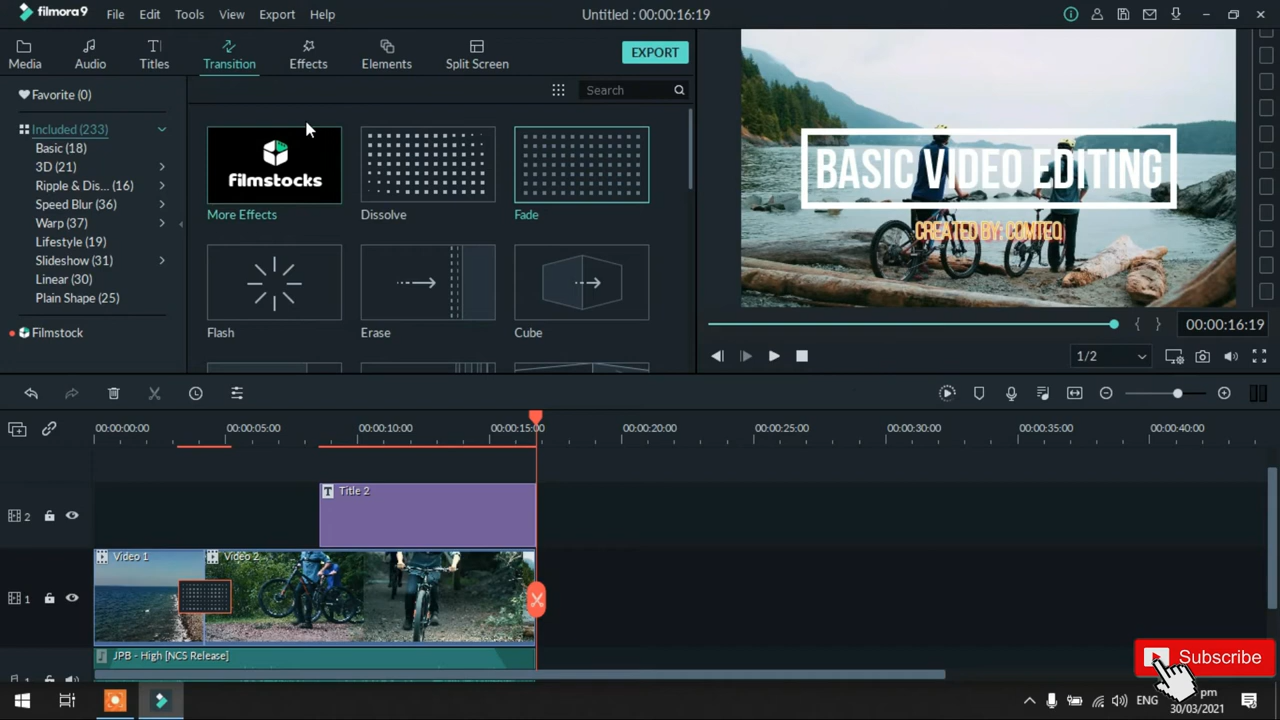 filmora9 File Edit Tools View Export Help Untitled : 00:00:16:19
Media Audio Titles Transition Effects Elements Split Screen EXPORT
Favorite (0)
Search
Included (233)
Basic (18)
3D (21)
Ripple & Dis... (16)
Speed Blur (36)
Warp (37)
Lifestyle (19)
Slideshow (31)
Linear (30)
Plain Shape (25)
Filmstock
filmstocks
More Effects Dissolve Fade
Flash Erase Cube
BASIC VIDEO EDITING
CREATED BY: COMTEQ
00:00:16:19
1/2
00:00:00:00 00:00:05:00 00:00:10:00 00:00:15:00 00:00:20:00 00:00:25:00 00:00:30:00 00:00:35:00 00:00:40:00
T Title 2
2
Video 1 Video 2
1
JPB - High [NCS Release]
Subscribe
ENG
pm
30/03/2021